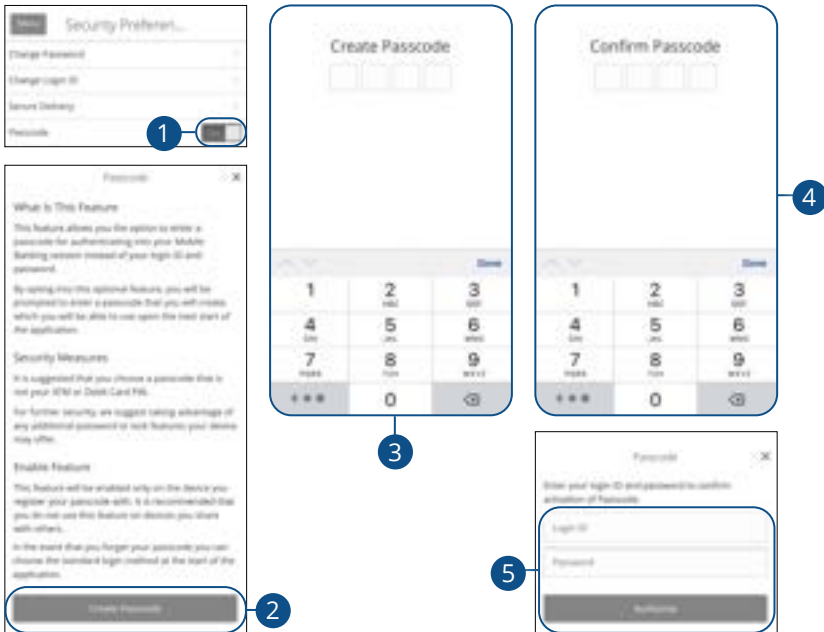 Menu
Security Preferen...
Change Password
Change Login ID
Secure Delivery
Passcode
1
Passcode
What Is This Feature
This feature allows you the option to enter a
passcode for authenticating into your Mobile
Banking session instead of your login ID and
password.
By opting into this optional feature, you will be
prompted to enter a passcode that you will create,
which you will be able to use upon the next start of
the application.
Security Measures
It is suggested that you choose a passcode that is
not your ATM or Debit Card PIN.
For further security, we suggest taking advantage of
any additional password or lock features your device
may offer.
Enable Feature
This feature will be enabled only on the device you
register your passcode with. It is recommended that
you do not use this feature on devices you share
with others.
In the event that you forget your passcode you can
choose the standard login method at the start of the
application.
Create Passcode
2
Create Passcode
Done
1 2 3
ABC DEF
4 5 6
GHI JKL MNO
7 8 9
PQRS TUV WXYZ
+ * # 0
3
Confirm Passcode
Done
1 2 3
ABC DEF
4 5 6
GHI JKL MNO
7 8 9
PQRS TUV WXYZ
+ * # 0
4
Passcode
Enter your login ID and password to confirm
activation of Passcode.
Login ID
Password
Authorize
5